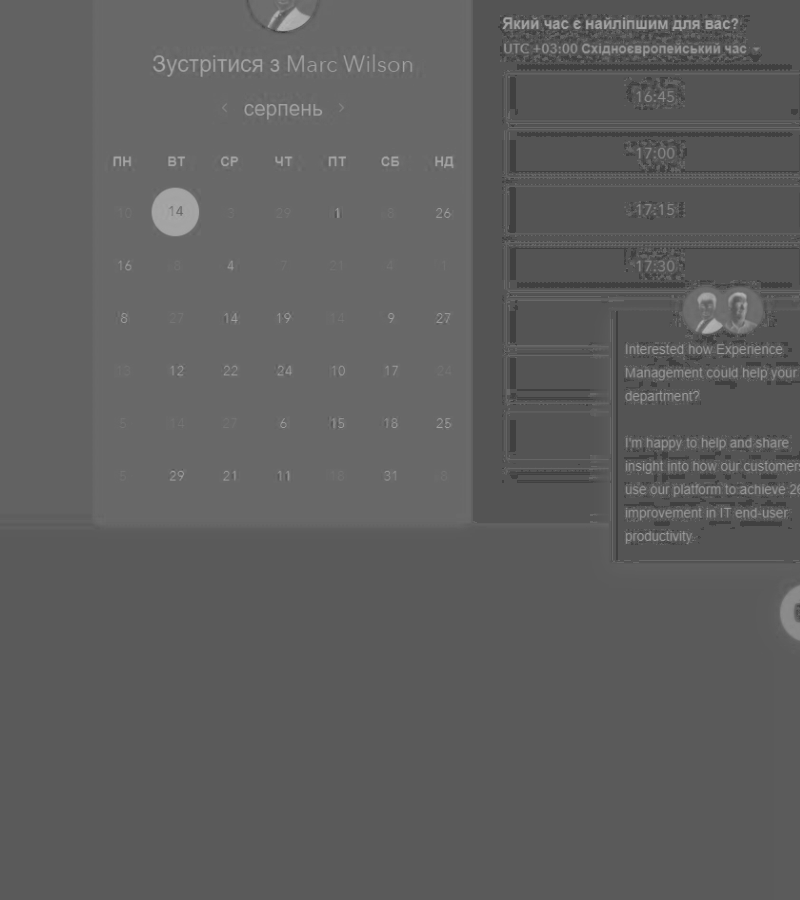 Зустрітися з Marc Wilson
‹ серпень ›
ПН ВТ СР ЧТ ПТ СБ НД
10 14 3 29 1 26
16 4 7 21 4 1
8 27 14 19 14 9 27
12 22 24 10 17 24
5 14 27 6 15 18 25
5 29 21 11 31
Який час є найліпшим для вас?
UTC +03:00 Східноєвропейський час
16:45
17:00
17:15
17:30
Interested how Experience
Management could help your
department?
I'm happy to help and share
insight into how our customers
use our platform to achieve 26
improvement in IT end-user
productivity.